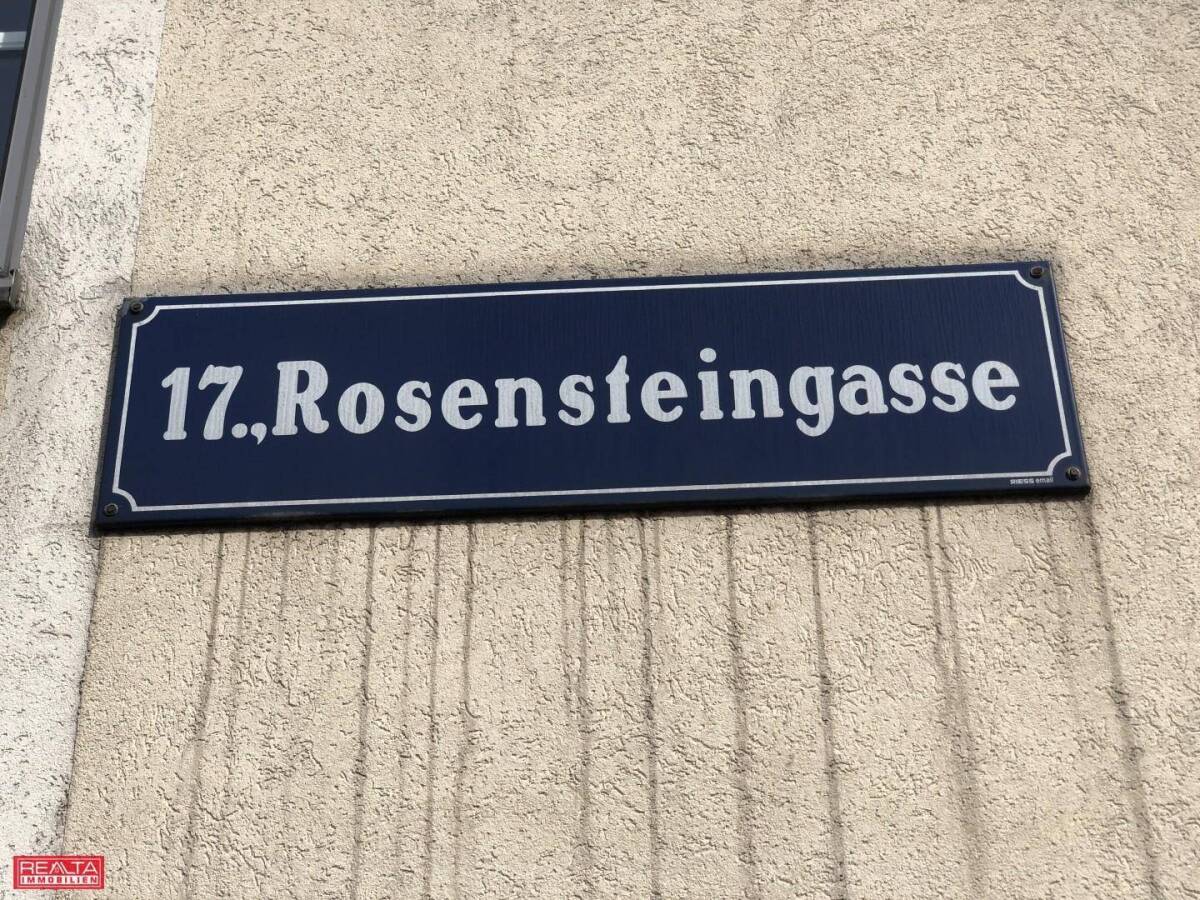 17., Rosensteingasse
RIESS email
REALTA
IMMOBILIEN